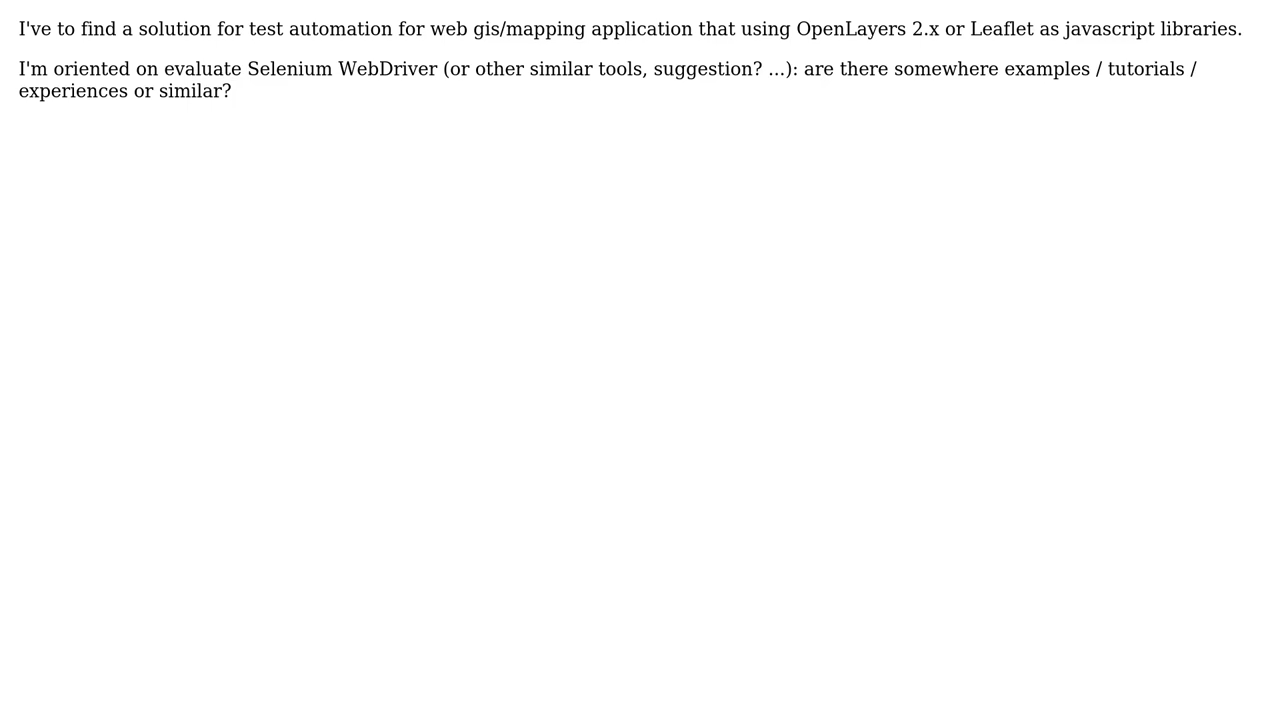 I've to find a solution for test automation for web gis/mapping application that using OpenLayers 2.x or Leaflet as javascript libraries.
I'm oriented on evaluate Selenium WebDriver (or other similar tools, suggestion? ...): are there somewhere examples / tutorials /
experiences or similar?